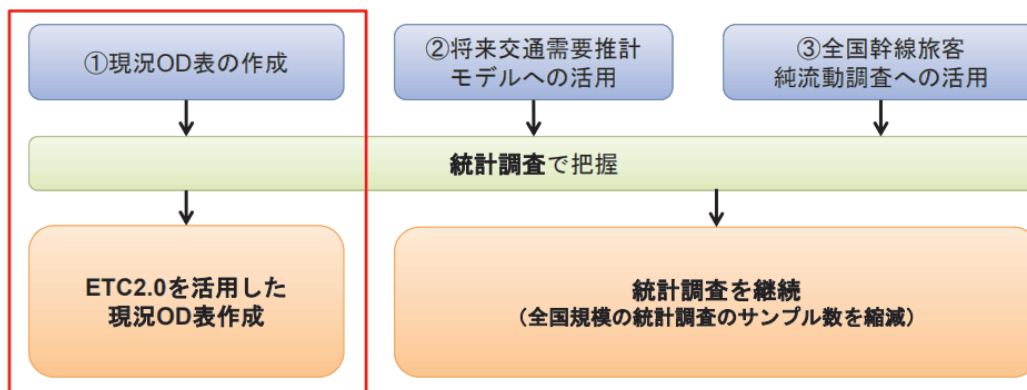 ①現況OD表の作成
②将来交通需要推計
モデルへの活用
③全国幹線旅客
純流動調査への活用
統計調査で把握
ETC2.0を活用した
現況OD表作成
統計調査を継続
（全国規模の統計調査のサンプル数を縮減）